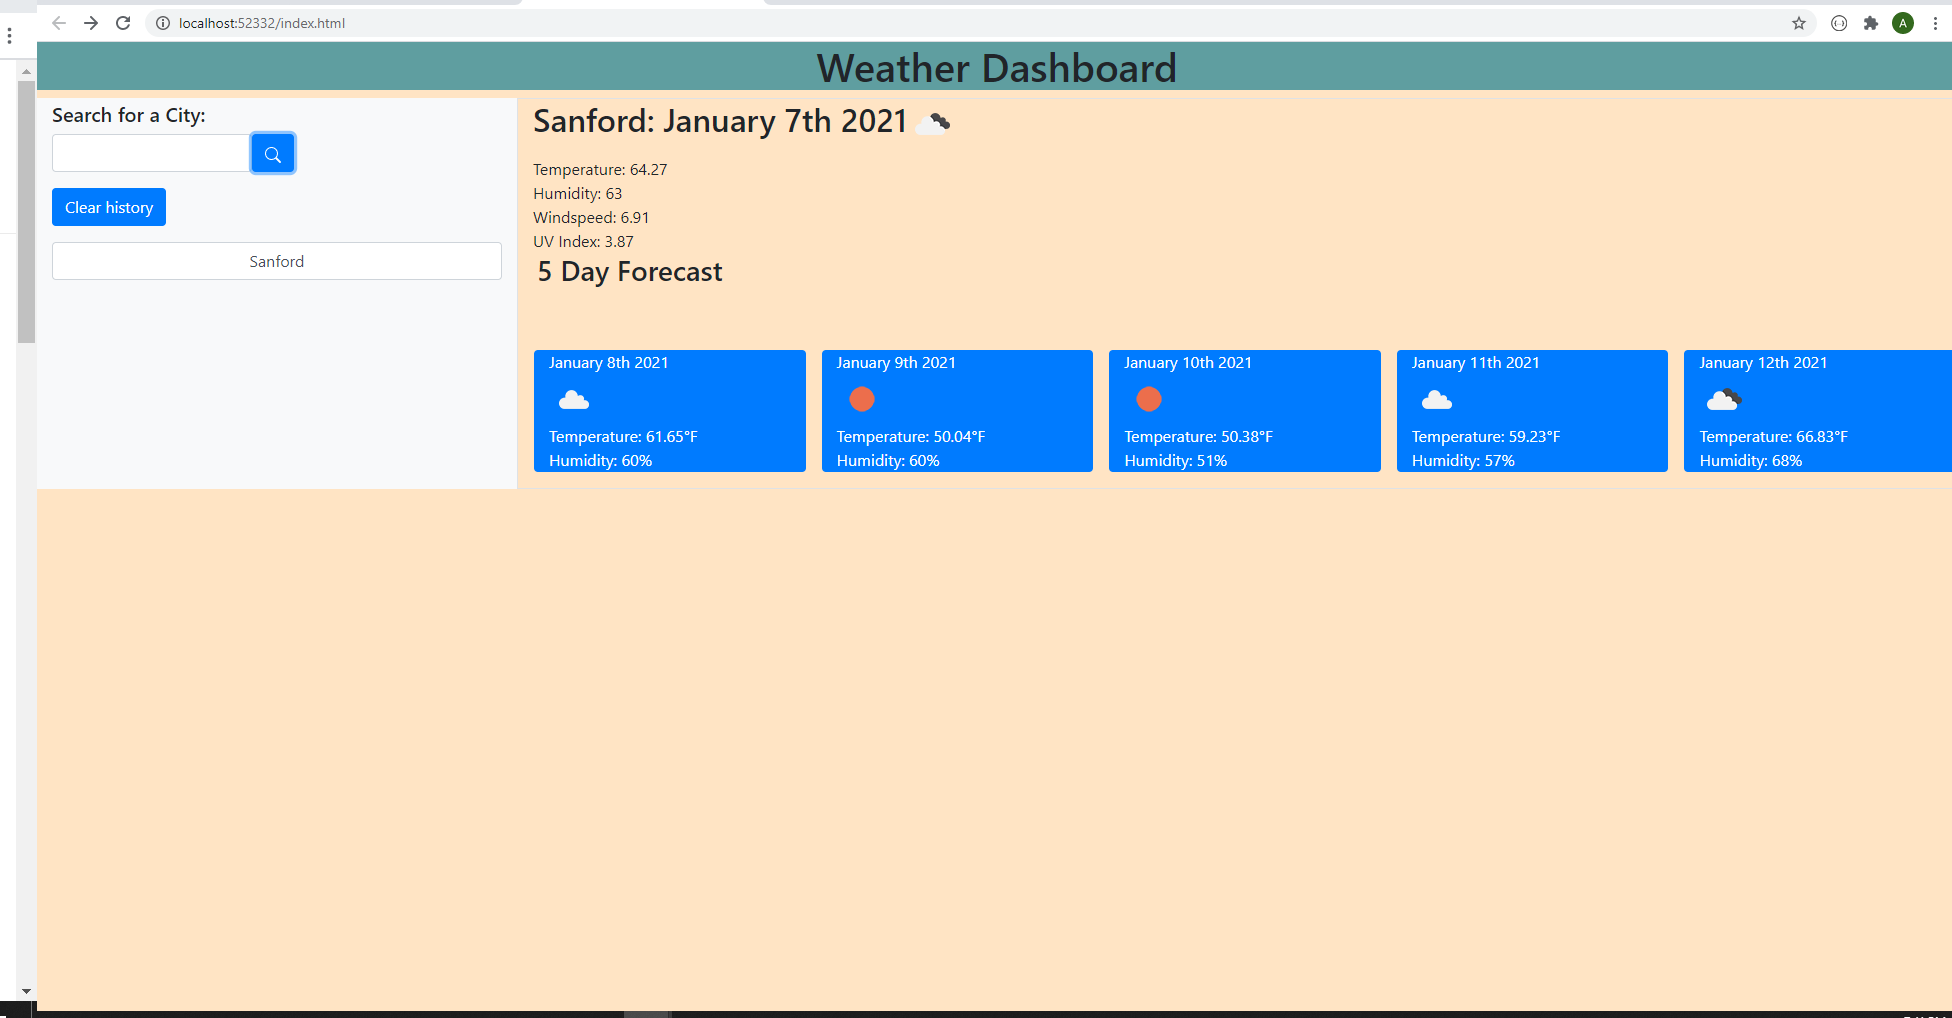 localhost:52332/index.html
A
Weather Dashboard
Search for a City:
Clear history
Sanford
Sanford: January 7th 2021
Temperature: 64.27
Humidity: 63
Windspeed: 6.91
UV Index: 3.87
5 Day Forecast
January 8th 2021
Temperature: 61.65°F
Humidity: 60%
January 9th 2021
Temperature: 50.04°F
Humidity: 60%
January 10th 2021
Temperature: 50.38°F
Humidity: 51%
January 11th 2021
Temperature: 59.23°F
Humidity: 57%
January 12th 2021
Temperature: 66.83°F
Humidity: 68%